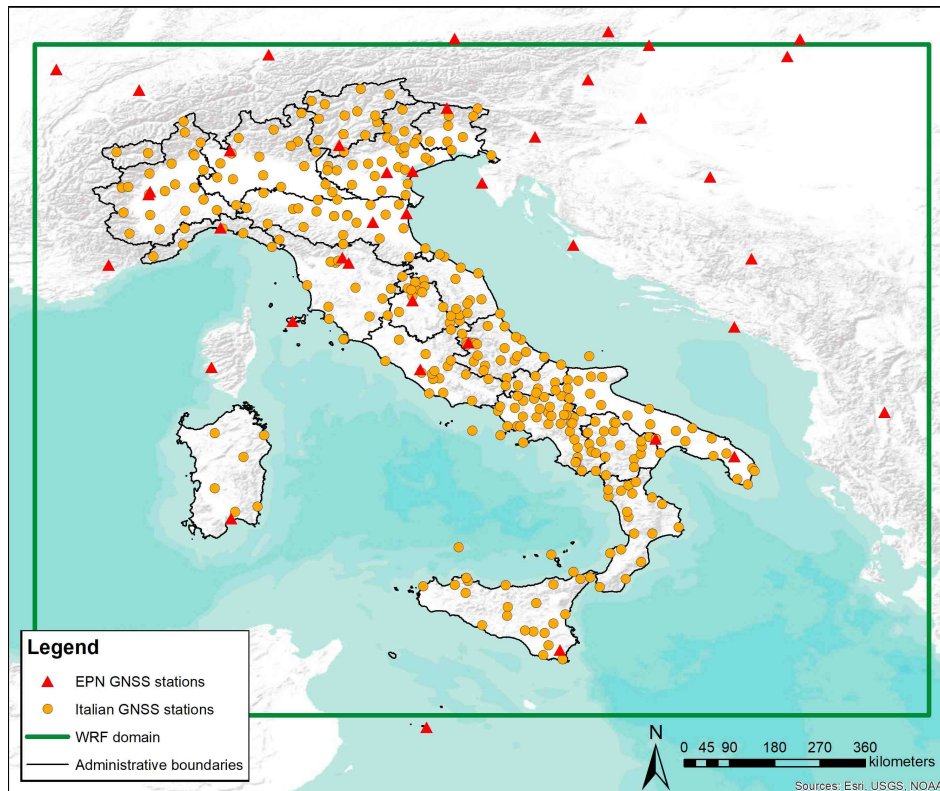 Legend
EPN GNSS stations
Italian GNSS stations
WRF domain
Administrative boundaries
N
0 45 90 180 270 360
kilometers
Sources: Esri, USGS, NOAA